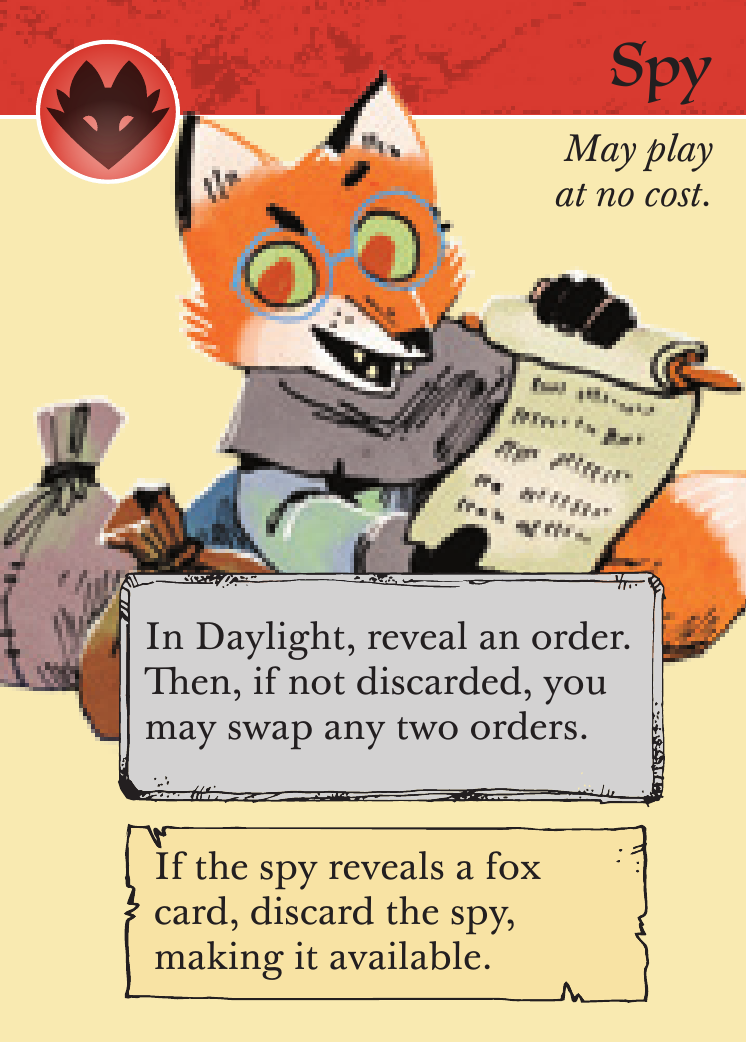 Spy
May play
at no cost.
In Daylight, reveal an order.
Then, if not discarded, you
may swap any two orders.
If the spy reveals a fox
card, discard the spy,
making it available.